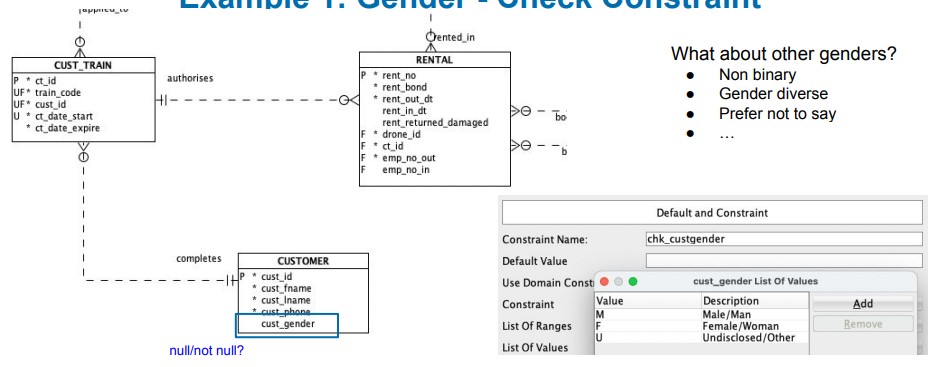 Example 1: Gender - Check Constraint
applied_to
CUST_TRAIN
P * ct_id
UF* train_code
UF* cust_id
U * ct_date_start
* ct_date_expire
authorises
rented_in
RENTAL
P * rent_no
* rent_bond
* rent_out_dt
rent_in_dt
rent_returned_damaged
F * drone_id
F * ct_id
F * emp_no_out
F emp_no_in
bo
b
What about other genders?
● Non binary
● Gender diverse
● Prefer not to say
● ...
completes
CUSTOMER
P * cust_id
* cust_fname
* cust_lname
* cust_phone
cust_gender
null/not null?
Default and Constraint
Constraint Name: chk_custgender
Default Value
Use Domain Const
Constraint
List Of Ranges
List Of Values
cust_gender List Of Values
Value Description
M Male/Man
F Female/Woman
U Undisclosed/Other
Add
Remove